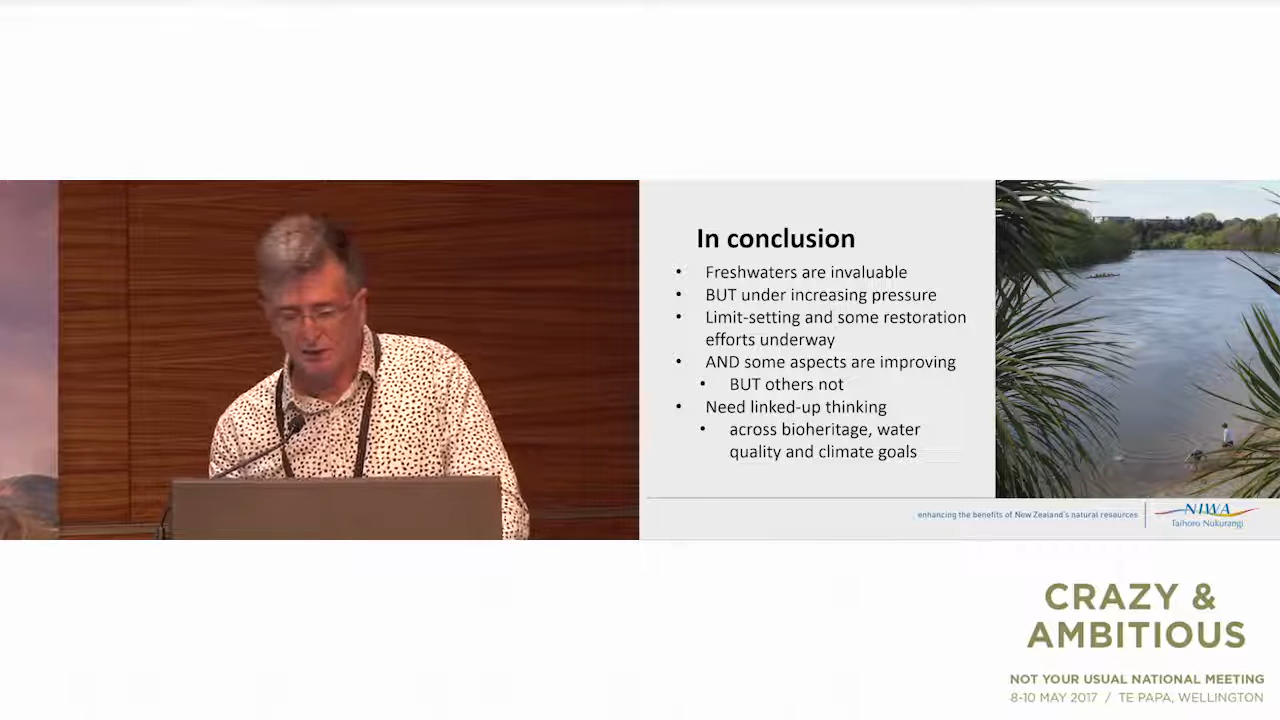 In conclusion
• Freshwaters are invaluable
• BUT under increasing pressure
• Limit-setting and some restoration
efforts underway
• AND some aspects are improving
• BUT others not
• Need linked-up thinking
• across bioheritage, water
quality and climate goals
enhancing the benefits of New Zealand's natural resources
NIWA
Taihoro Nukurangi
CRAZY &
AMBITIOUS
NOT YOUR USUAL NATIONAL MEETING
8-10 MAY 2017 / TE PAPA, WELLINGTON